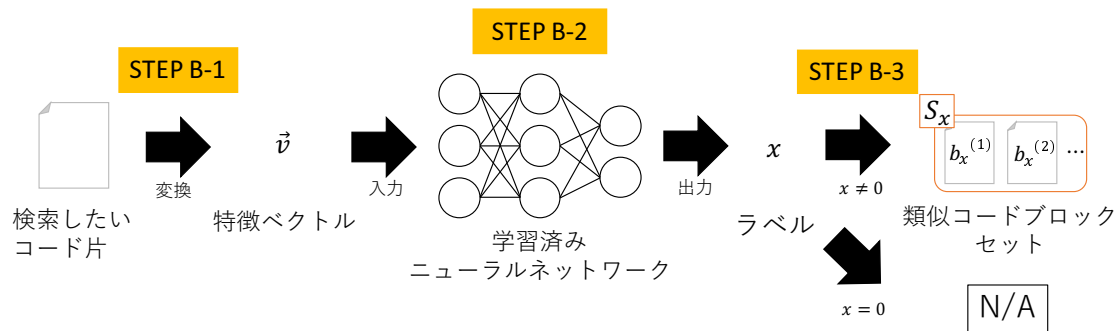 STEP B-1
STEP B-2
STEP B-3
検索したい
コード片
変換
v⃗
特徴ベクトル
入力
学習済み
ニューラルネットワーク
出力
x
ラベル
x ≠ 0
x = 0
Sₓ
bₓ⁽¹⁾ bₓ⁽²⁾ …
類似コードブロック
セット
N/A